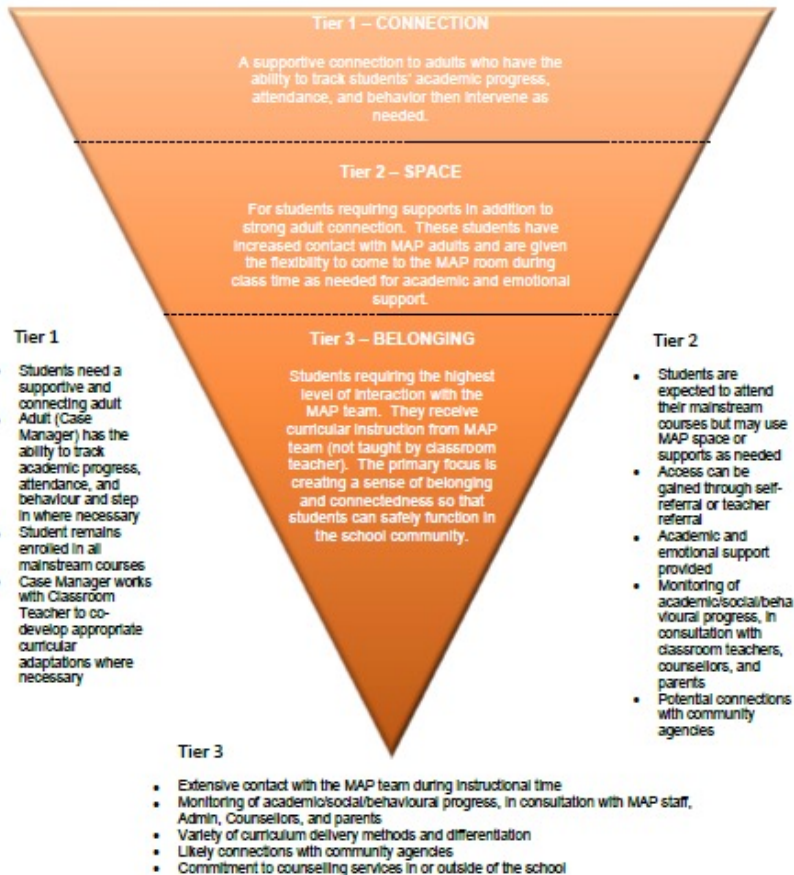 Tier 1 – CONNECTION
A supportive connection to adults who have the
ability to track students' academic progress,
attendance, and behavior then intervene as
needed.
Tier 2 – SPACE
For students requiring supports in addition to
strong adult connection. These students have
increased contact with MAP adults and are given
the flexibility to come to the MAP room during
class time as needed for academic and emotional
support.
Tier 3 – BELONGING
Students requiring the highest
level of interaction with the
MAP team. They receive
curricular instruction from MAP
team (not taught by classroom
teacher). The primary focus is
creating a sense of belonging
and connectedness so that
students can safely function in
the school community.
Tier 1
Students need a
supportive and
connecting adult
Adult (Case
Manager) has the
ability to track
academic progress,
attendance, and
behaviour and step
in where necessary
Student remains
enrolled in all
mainstream courses
Case Manager works
with Classroom
Teacher to co-
develop appropriate
curricular
adaptations where
necessary
Tier 2
• Students are
expected to attend
their mainstream
courses but may use
MAP space or
supports as needed
• Access can be
gained through self-
referral or teacher
referral
• Academic and
emotional support
provided
• Monitoring of
academic/social/beha
vioural progress, in
consultation with
classroom teachers,
counsellors, and
parents
• Potential connections
with community
agencies
Tier 3
• Extensive contact with the MAP team during instructional time
• Monitoring of academic/social/behavioural progress, in consultation with MAP staff,
Admin, Counsellors, and parents
• Variety of curriculum delivery methods and differentiation
• Likely connections with community agencies
• Commitment to counselling services in or outside of the school